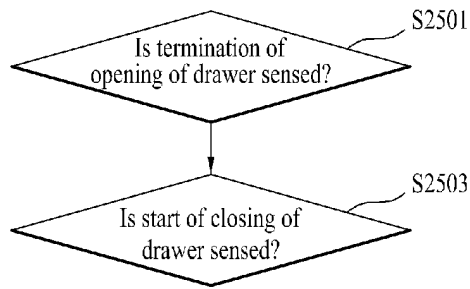 S2501
Is termination of
opening of drawer sensed?
S2503
Is start of closing of
drawer sensed?